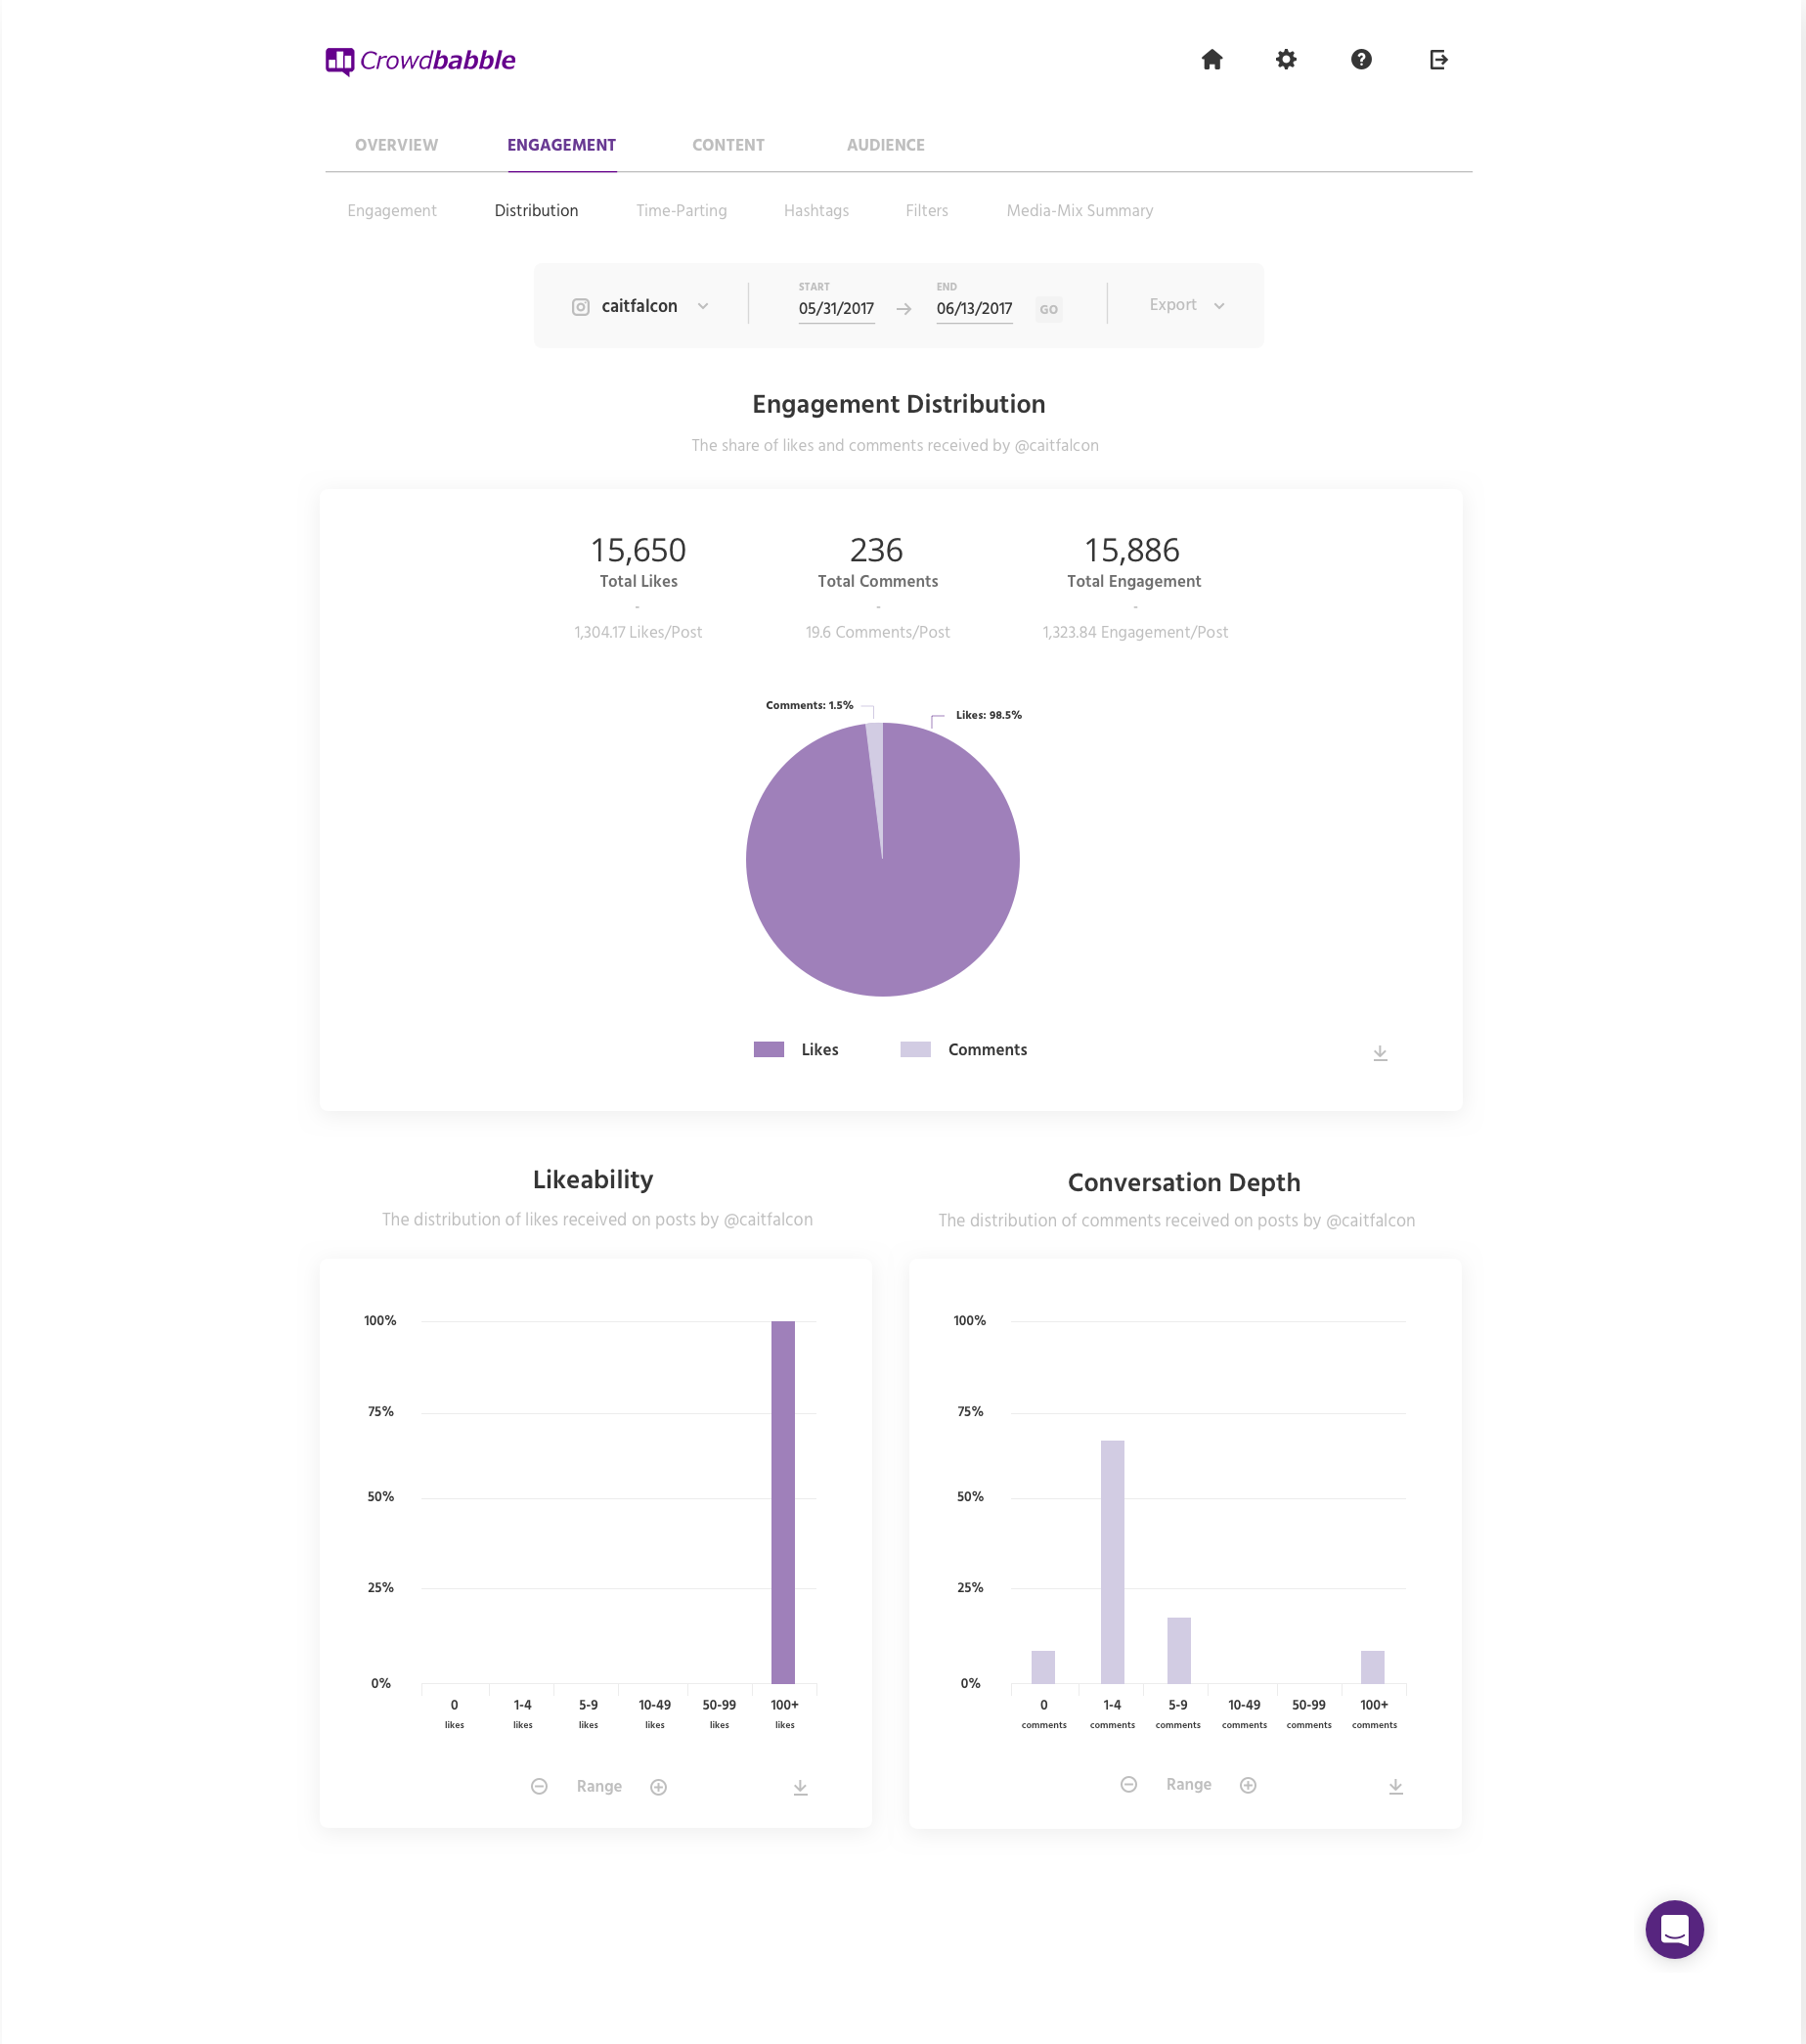 Crowdbabble
OVERVIEW ENGAGEMENT CONTENT AUDIENCE
Engagement Distribution Time-Parting Hashtags Filters Media-Mix Summary
START END
caitfalcon 05/31/2017 → 06/13/2017 GO Export
Engagement Distribution
The share of likes and comments received by @caitfalcon
15,650 236 15,886
Total Likes Total Comments Total Engagement
- - -
1,304.17 Likes/Post 19.6 Comments/Post 1,323.84 Engagement/Post
Comments: 1.5% Likes: 98.5%
Likes Comments
Likeability
The distribution of likes received on posts by @caitfalcon
100%
75%
50%
25%
0%
0 1-4 5-9 10-49 50-99 100+
likes likes likes likes likes likes
Range
Conversation Depth
The distribution of comments received on posts by @caitfalcon
100%
75%
50%
25%
0%
0 1-4 5-9 10-49 50-99 100+
comments comments comments comments comments comments
Range